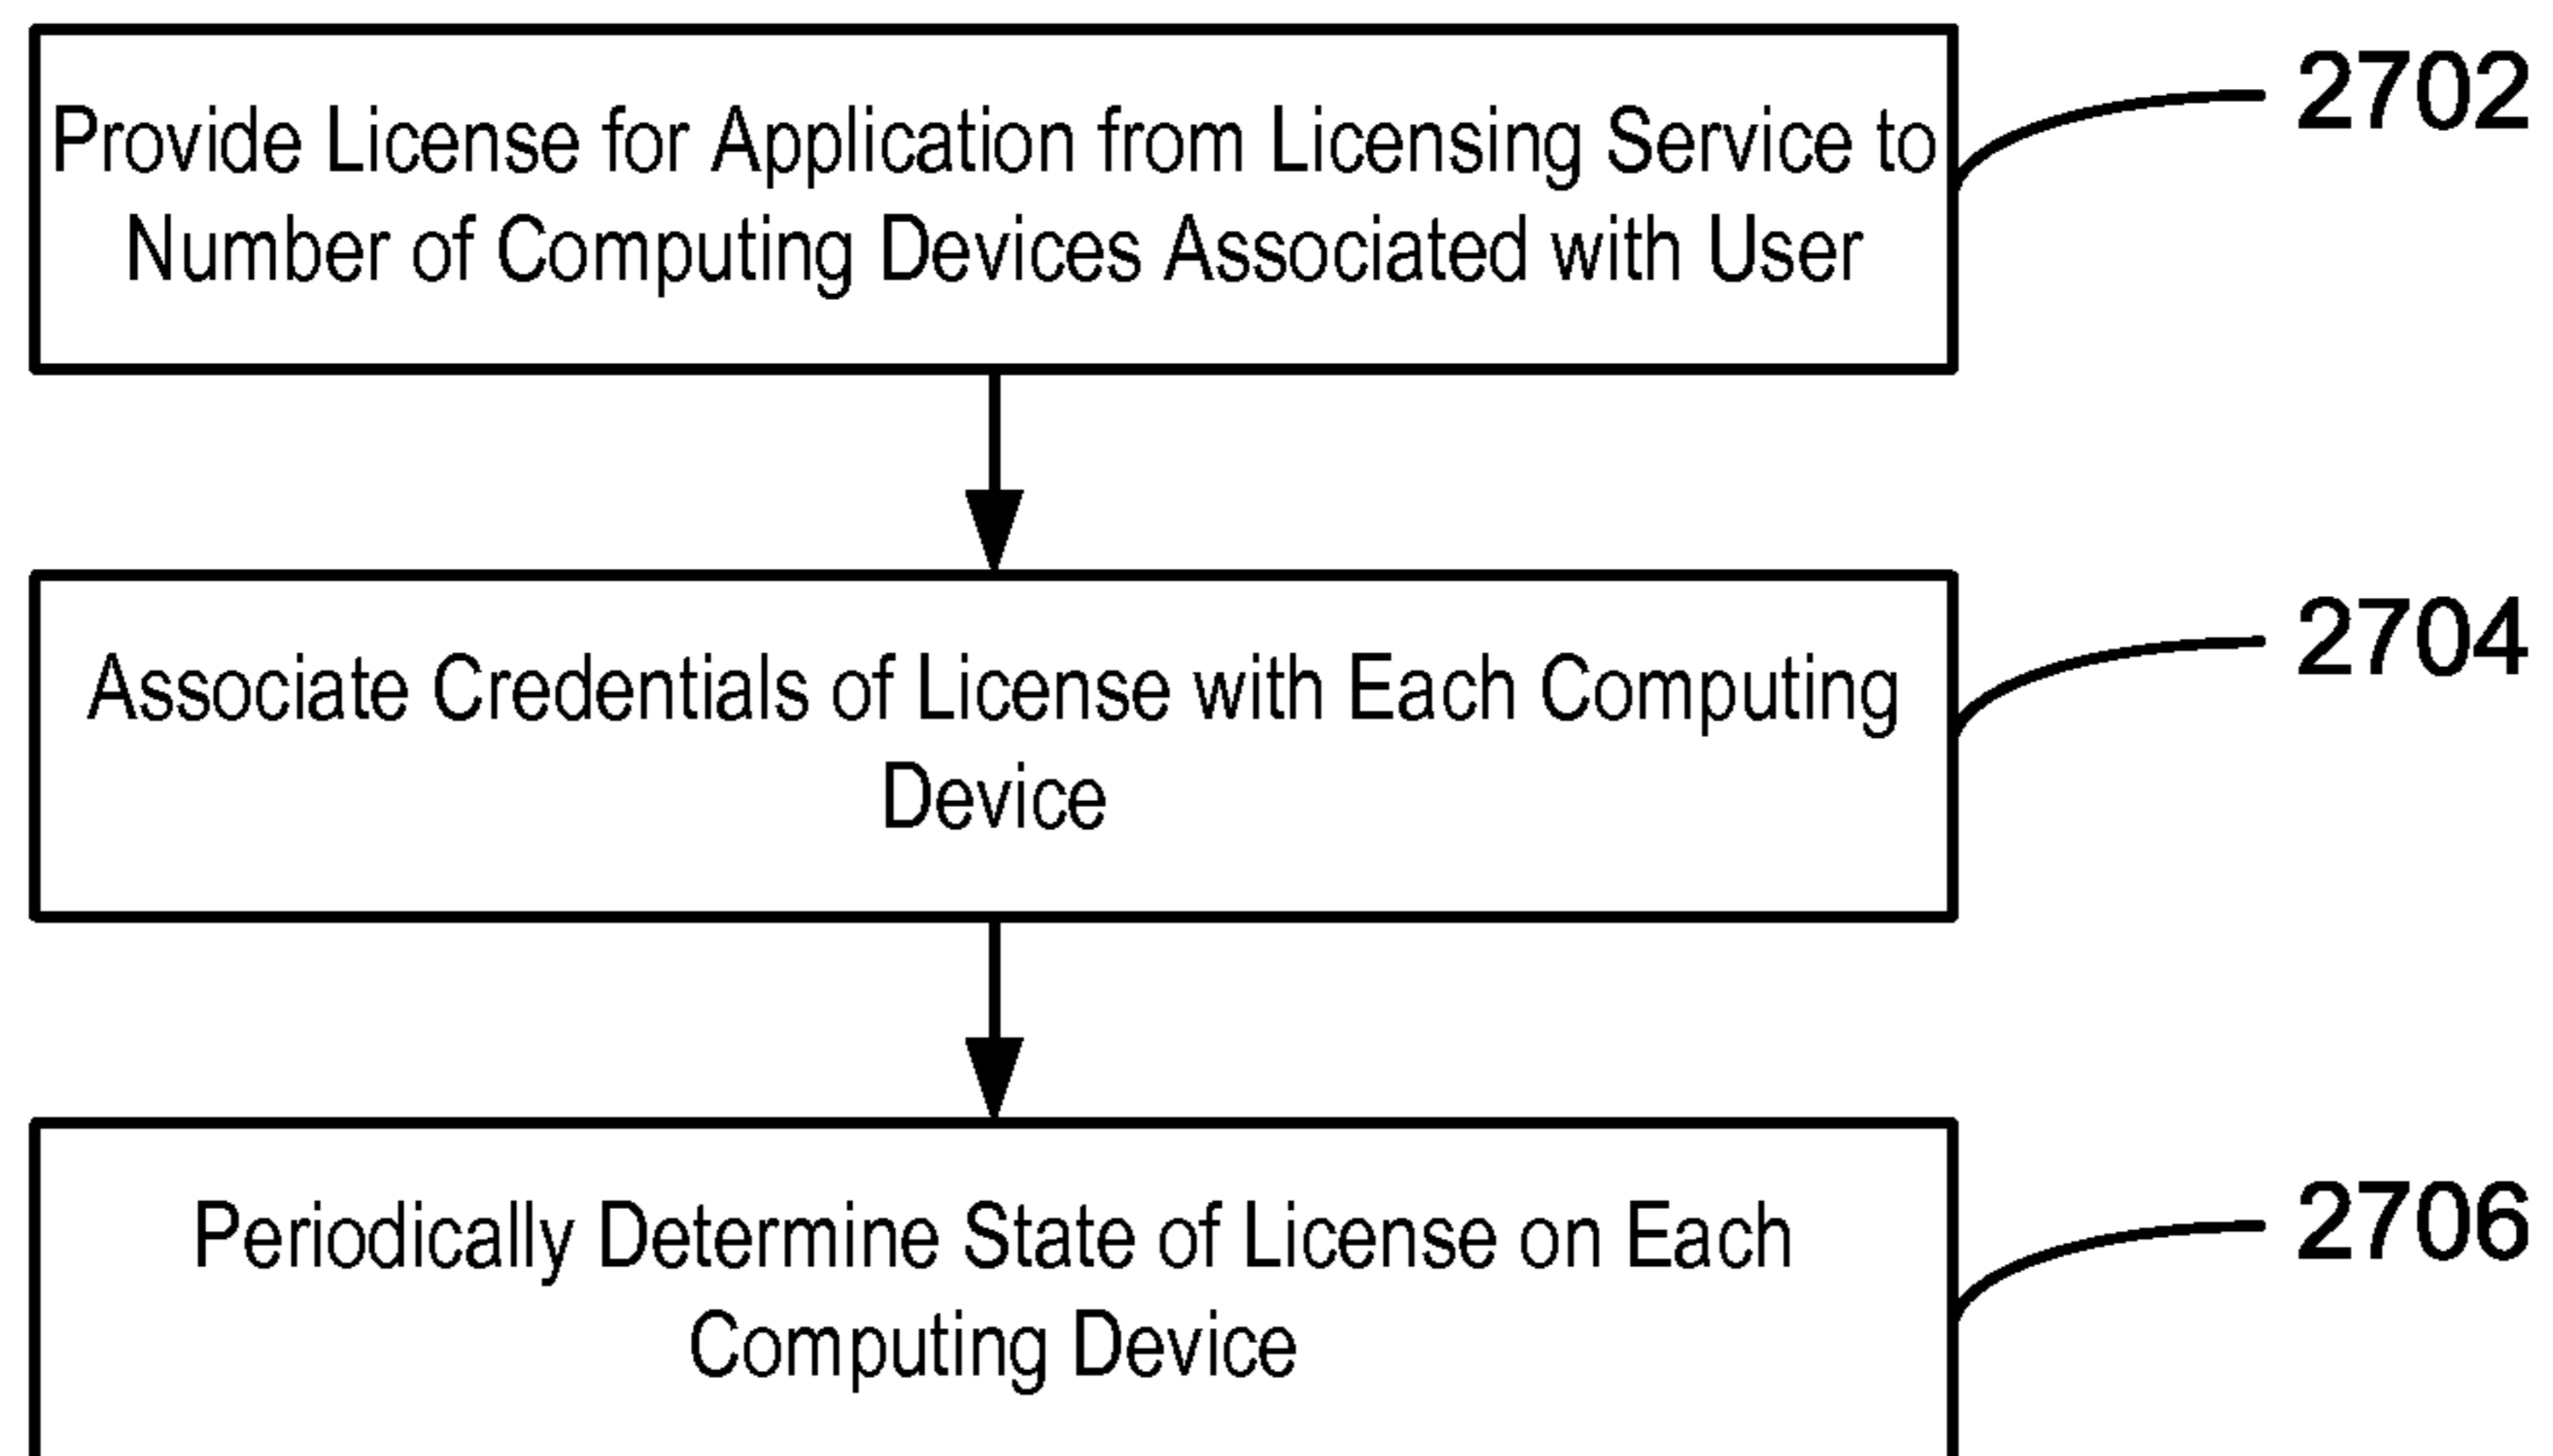 Provide License for Application from Licensing Service to
Number of Computing Devices Associated with User
2702
Associate Credentials of License with Each Computing
Device
2704
Periodically Determine State of License on Each
Computing Device
2706